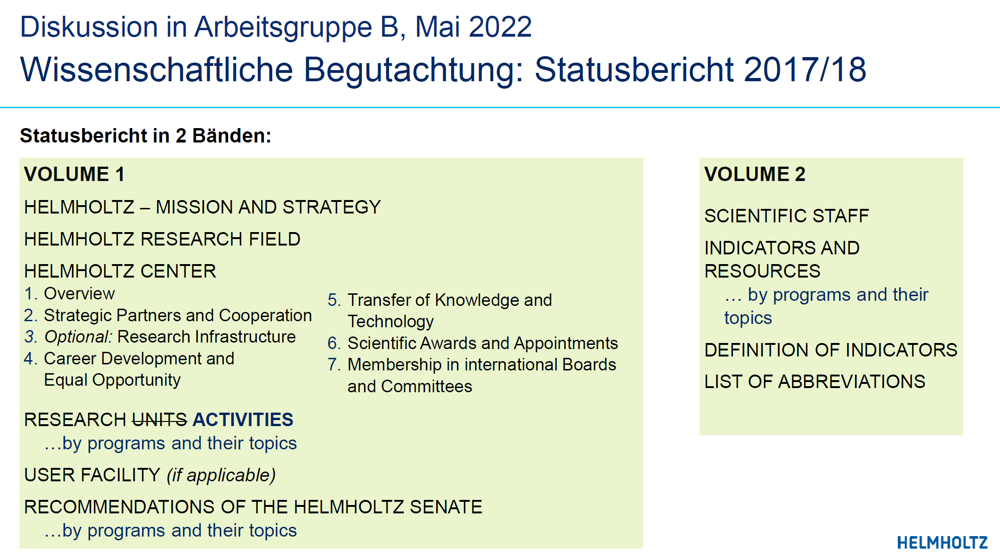 Diskussion in Arbeitsgruppe B, Mai 2022
Wissenschaftliche Begutachtung: Statusbericht 2017/18
Statusbericht in 2 Bänden:
VOLUME 1
HELMHOLTZ – MISSION AND STRATEGY
HELMHOLTZ RESEARCH FIELD
HELMHOLTZ CENTER
1. Overview
2. Strategic Partners and Cooperation
3. Optional: Research Infrastructure
4. Career Development and
Equal Opportunity
5. Transfer of Knowledge and
Technology
6. Scientific Awards and Appointments
7. Membership in international Boards
and Committees
RESEARCH UNITS ACTIVITIES
…by programs and their topics
USER FACILITY (if applicable)
RECOMMENDATIONS OF THE HELMHOLTZ SENATE
…by programs and their topics
VOLUME 2
SCIENTIFIC STAFF
INDICATORS AND
RESOURCES
… by programs and their
topics
DEFINITION OF INDICATORS
LIST OF ABBREVIATIONS
HELMHOLTZ